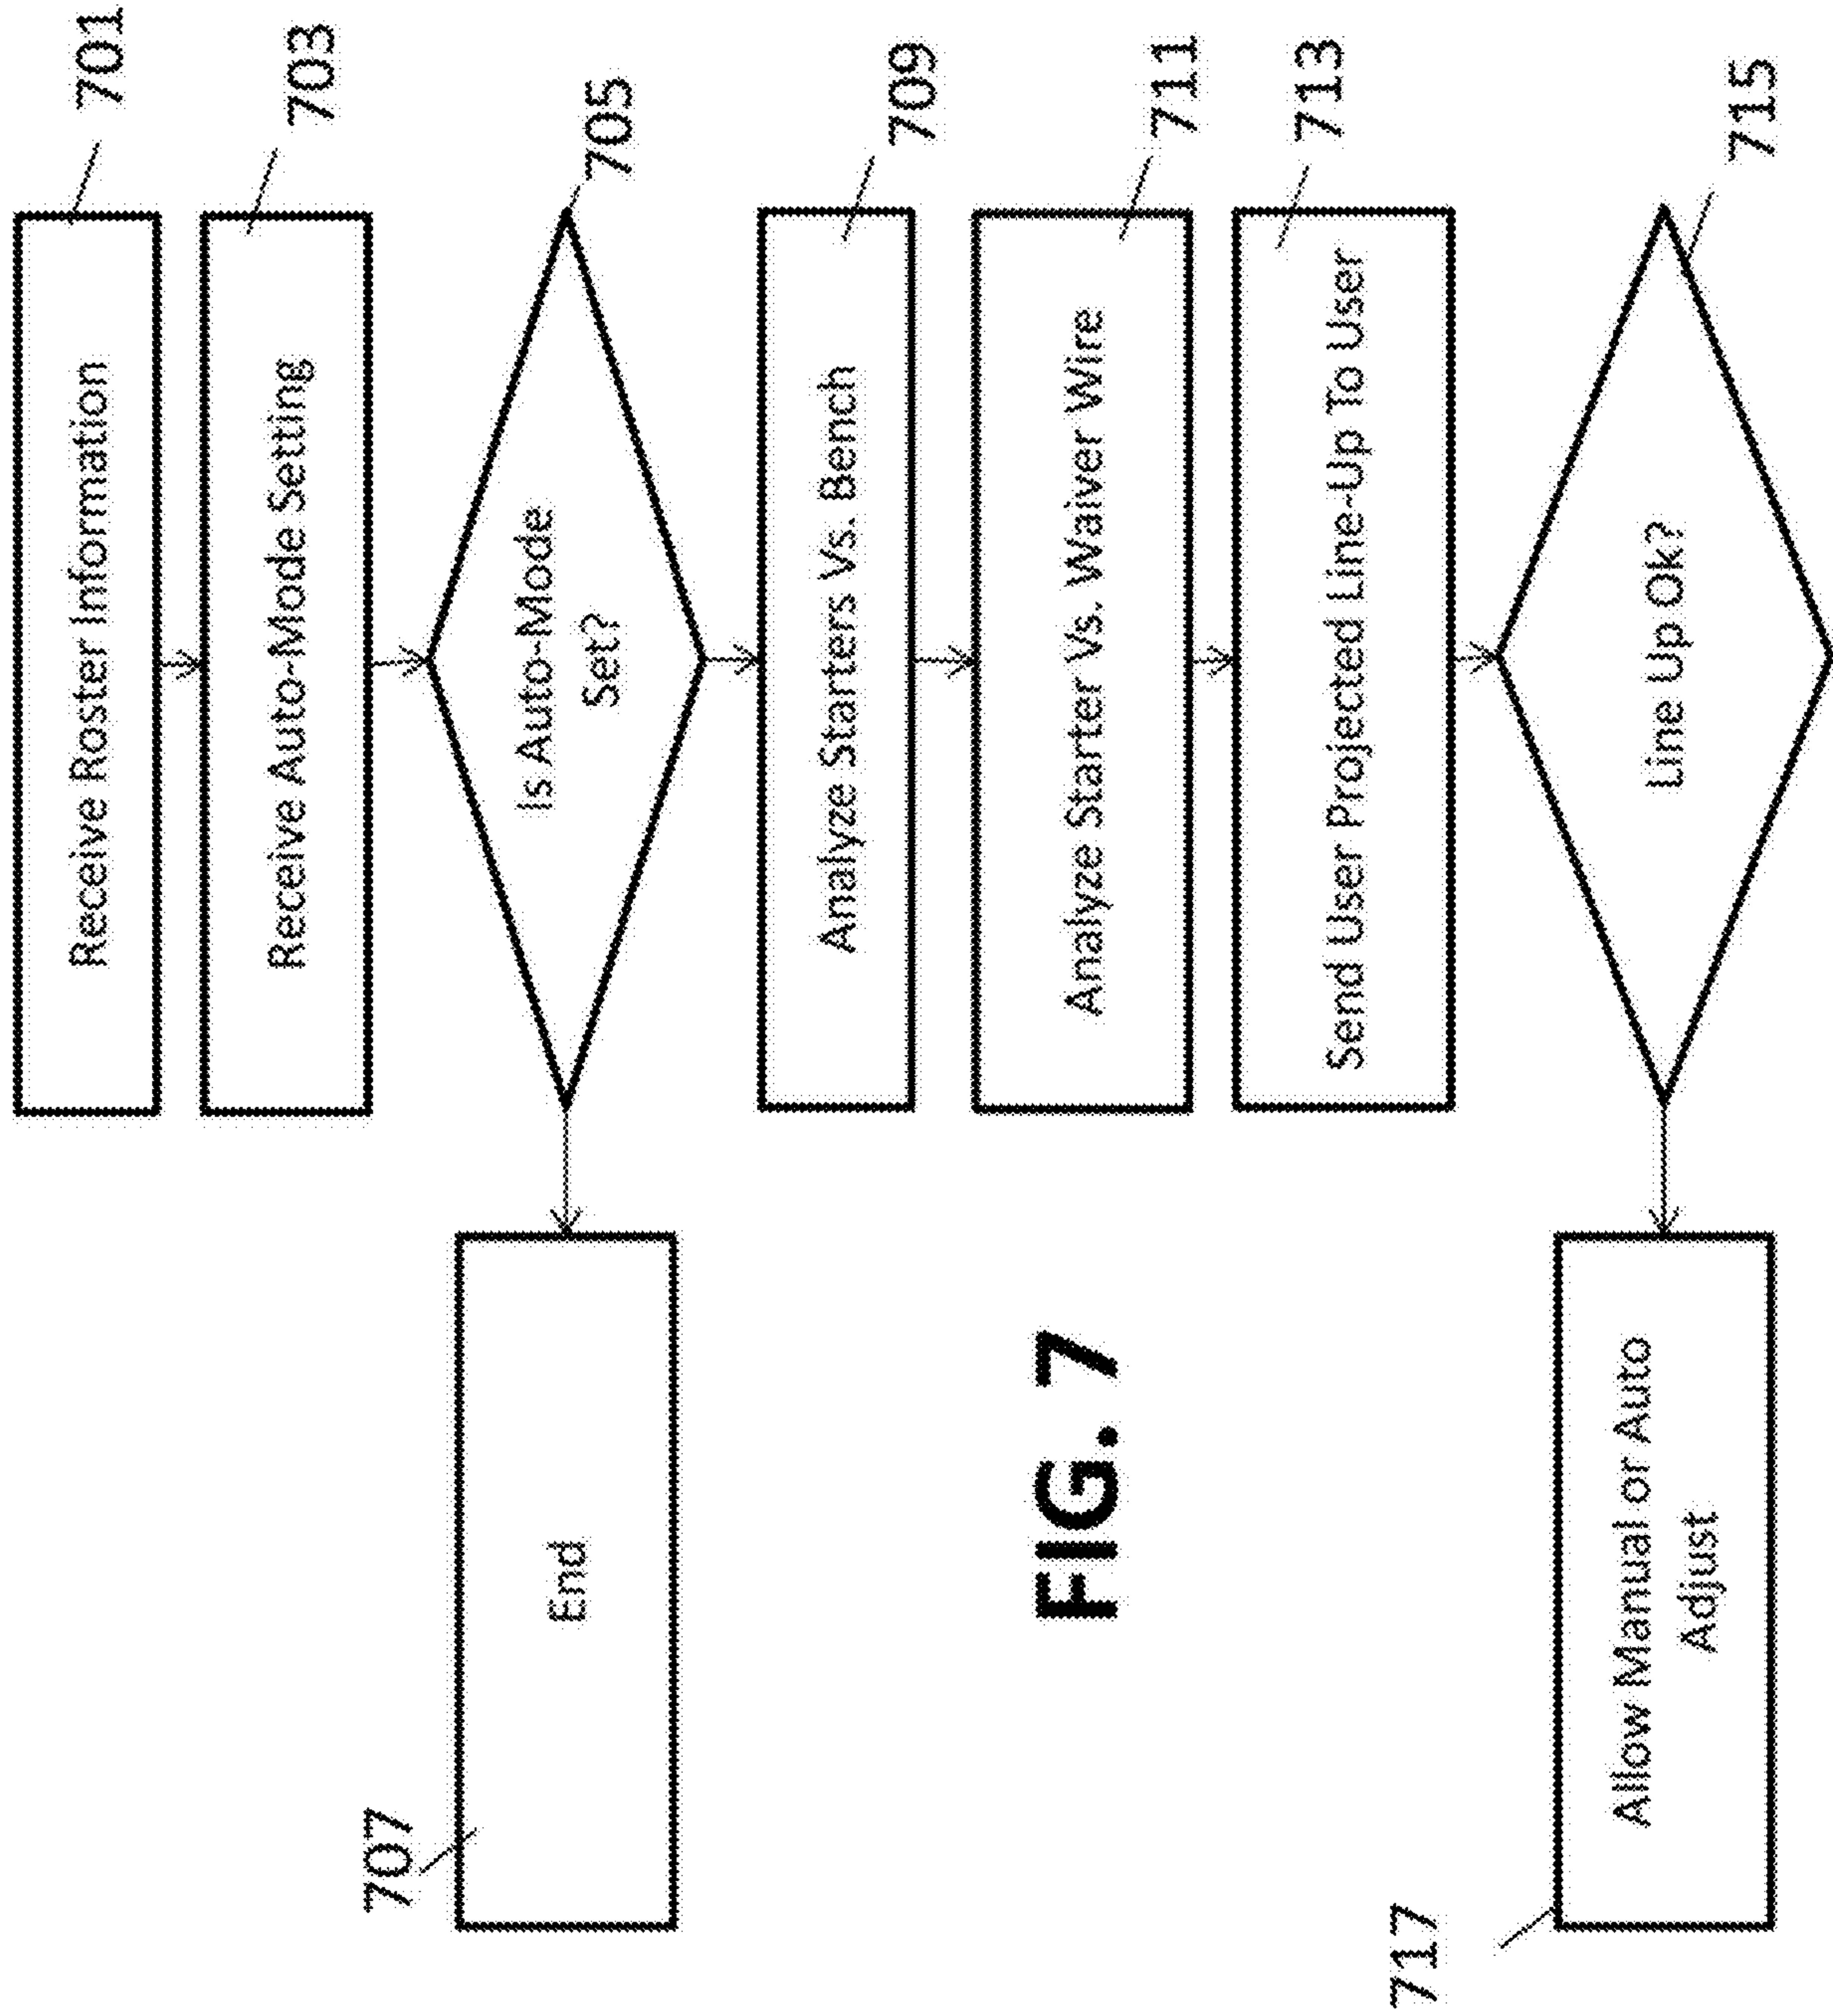 701
Receive Roster Information
703
Receive Auto-Mode Setting
705
Is Auto-Mode
Set?
707
End
709
Analyze Starters Vs. Bench
711
Analyze Starter Vs. Waiver Wire
713
Send User Projected Line-Up To User
715
Line Up Ok?
717
Allow Manual or Auto
Adjust
FIG. 7